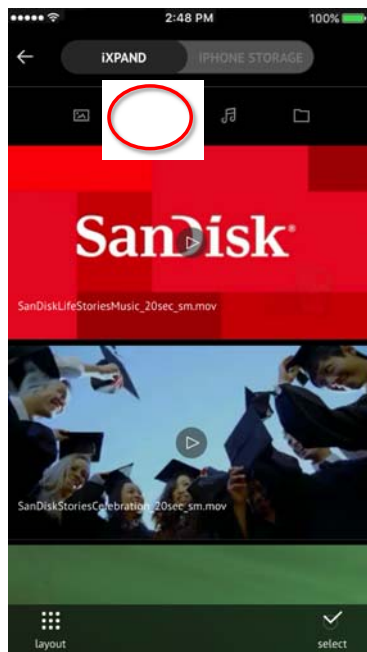 2:48 PM
100%
iXPAND
IPHONE STORAGE
SanDisk®
SanDiskLifeStoriesMusic_20sec_sm.mov
SanDiskStoriesCelebration_20sec_sm.mov
layout
select